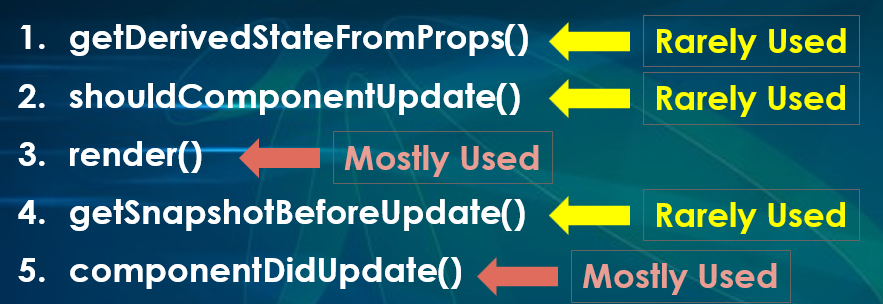 1. getDerivedStateFromProps() Rarely Used
2. shouldComponentUpdate() Rarely Used
3. render() Mostly Used
4. getSnapshotBeforeUpdate() Rarely Used
5. componentDidUpdate() Mostly Used